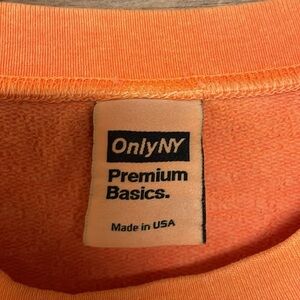 OnlyNY
Premium
Basics.
Made in USA